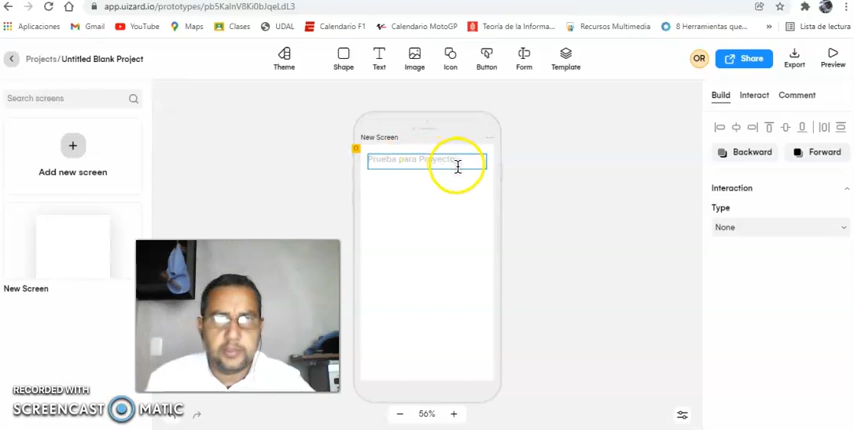 app.uizard.io/prototypes/pb5KalnV8Ki0bJqeLdL3
Aplicaciones
Gmail
YouTube
Maps
Clases
UDAL
Calendario F1
Calendario MotoGP
Teoría de la Informa...
Recursos Multimedia
8 Herramientas que...
»
Lista de lectura
Projects/ Untitled Blank Project
Theme
Shape
Text
Image
Icon
Button
Form
Template
OR
Share
Export
Preview
Search screens
Add new screen
New Screen
New Screen
Prueba para Proyecto
Build
Interact
Comment
Backward
Forward
Interaction
Type
None
RECORDED WITH
SCREENCAST MATIC
56%